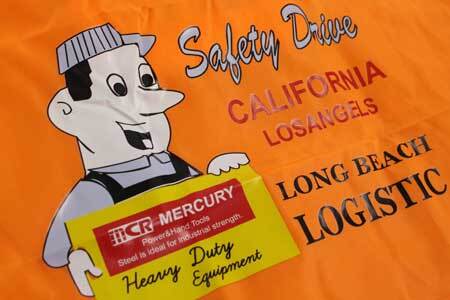 Safety Drive
CALIFORNIA
LOSANGELS
LONG BEACH
LOGISTIC
MCR MERCURY
Power&Hand Tools
Steel is ideal for industrial strength.
Heavy Duty
Equipment